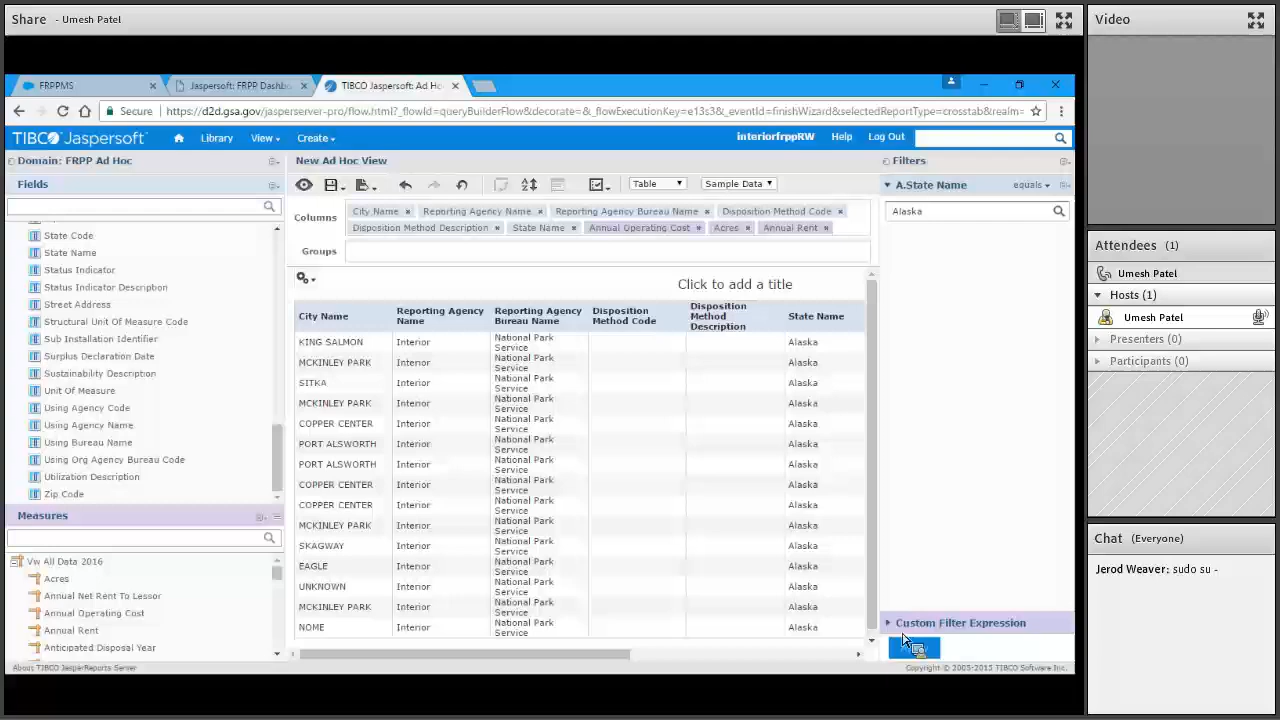 Share - Umesh Patel
FRPPMS
Jaspersoft: FRPP Dashb
TIBCO Jaspersoft: Ad Ho
Secure
https://d2d.gsa.gov/jasperserver-pro/flow.html?_flowId=queryBuilderFlow&decorate=&_flowExecutionKey=e13s3&_eventId=finishWizard&selectedReportType=crosstab&realm=
TIBCO Jaspersoft
Library
View
Create
interiorfrppRW
Help
Log Out
Domain: FRPP Ad Hoc
Fields
State Code
State Name
Status Indicator
Status Indicator Description
Street Address
Structural Unit Of Measure Code
Sub Installation Identifier
Surplus Declaration Date
Sustainability Description
Unit Of Measure
Using Agency Code
Using Agency Name
Using Bureau Name
Using Org Agency Bureau Code
Utilization Description
Zip Code
Measures
Vw All Data 2016
Acres
Annual Net Rent To Lessor
Annual Operating Cost
Annual Rent
Anticipated Disposal Year
New Ad Hoc View
Table
Sample Data
Columns
City Name × Reporting Agency Name × Reporting Agency Bureau Name × Disposition Method Code ×
Disposition Method Description × State Name × Annual Operating Cost × Acres × Annual Rent ×
Groups
Click to add a title
City Name
Reporting Agency
Name
Reporting Agency
Bureau Name
Disposition
Method Code
Disposition
Method
Description
State Name
KING SALMON Interior National Park
Service Alaska
MCKINLEY PARK Interior National Park
Service Alaska
SITKA Interior National Park
Service Alaska
MCKINLEY PARK Interior National Park
Service Alaska
COPPER CENTER Interior National Park
Service Alaska
PORT ALSWORTH Interior National Park
Service Alaska
PORT ALSWORTH Interior National Park
Service Alaska
COPPER CENTER Interior National Park
Service Alaska
COPPER CENTER Interior National Park
Service Alaska
MCKINLEY PARK Interior National Park
Service Alaska
SKAGWAY Interior National Park
Service Alaska
EAGLE Interior National Park
Service Alaska
UNKNOWN Interior National Park
Service Alaska
MCKINLEY PARK Interior National Park
Service Alaska
NOME Interior National Park
Service Alaska
Filters
A.State Name
equals
Alaska
Custom Filter Expression
About TIBCO JasperReports Server
Copyright © 2005-2015 TIBCO Software Inc.
Video
Attendees (1)
Umesh Patel
Hosts (1)
Umesh Patel
Presenters (0)
Participants (0)
Chat (Everyone)
Jerod Weaver: sudo su -